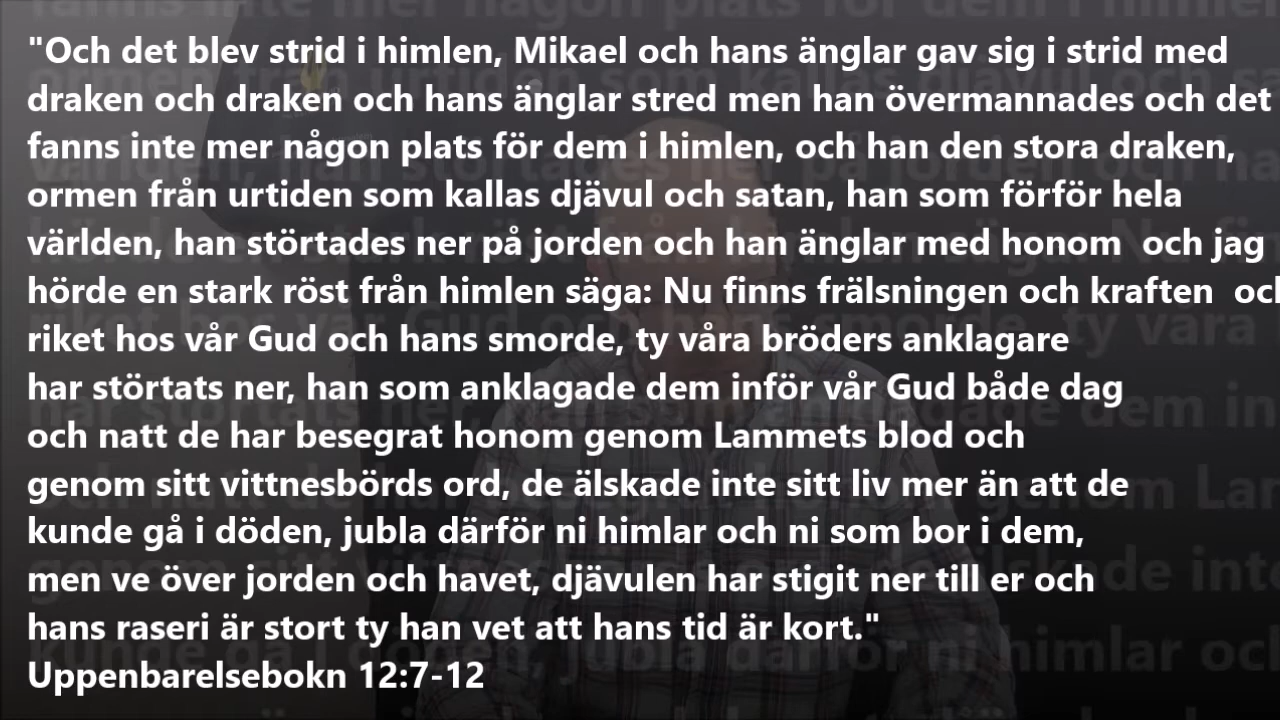 "Och det blev strid i himlen, Mikael och hans änglar gav sig i strid med
draken och draken och hans änglar stred men han övermannades och det
fanns inte mer någon plats för dem i himlen, och han den stora draken,
ormen från urtiden som kallas djävul och satan, han som förför hela
världen, han störtades ner på jorden och han änglar med honom  och jag
hörde en stark röst från himlen säga: Nu finns frälsningen och kraften  och
riket hos vår Gud och hans smorde, ty våra bröders anklagare
har störtats ner, han som anklagade dem inför vår Gud både dag
och natt de har besegrat honom genom Lammets blod och
genom sitt vittnesbörds ord, de älskade inte sitt liv mer än att de
kunde gå i döden, jubla därför ni himlar och ni som bor i dem,
men ve över jorden och havet, djävulen har stigit ner till er och
hans raseri är stort ty han vet att hans tid är kort."
Uppenbarelsebokn 12:7-12